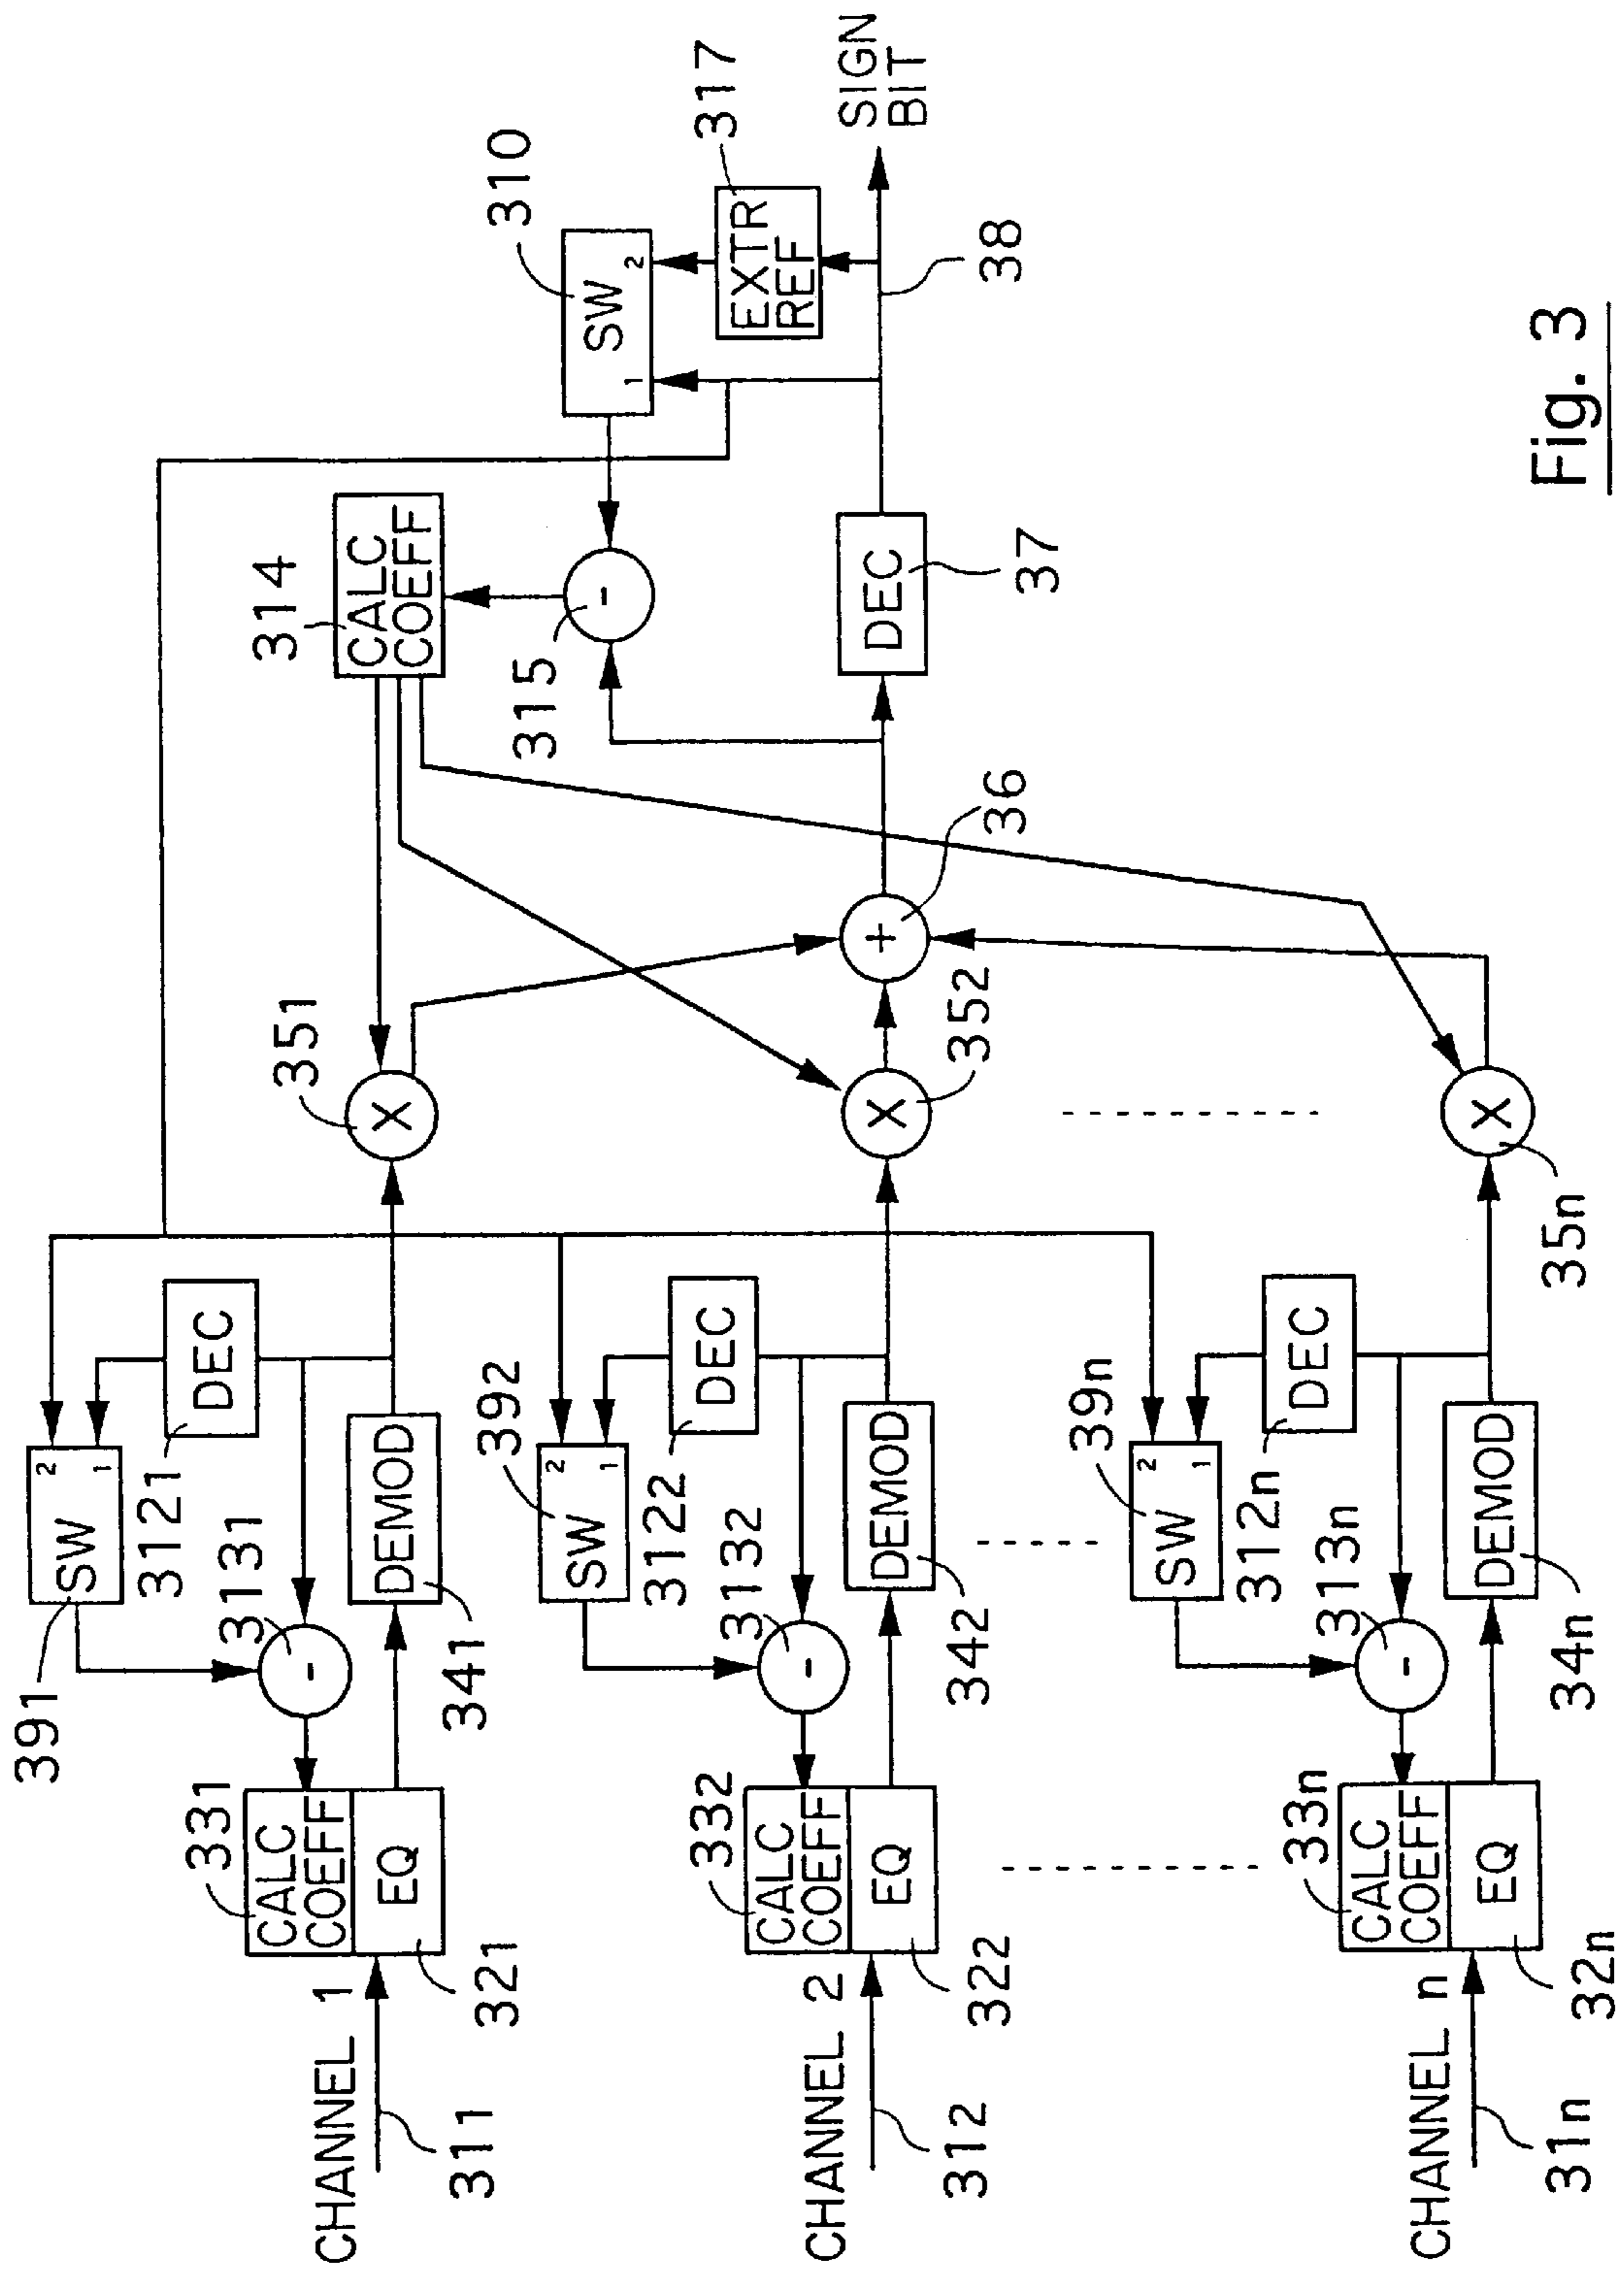 CHANNEL 1
311
331
CALC
COEFF
EQ
321
391
SW
2
1
3121
DEC
3131
-
DEMOD
341
351
X
314
CALC
COEFF
315
-
310
SW
1
2
EXTR
REF
317
CHANNEL 2
312
332
CALC
COEFF
EQ
322
392
SW
2
1
3122
DEC
3132
-
DEMOD
342
X
352
+
36
DEC
37
38
SIGN
BIT
CHANNEL n
31n
33n
CALC
COEFF
EQ
32n
39n
SW
2
1
312n
DEC
313n
-
DEMOD
34n
X
35n
Fig. 3